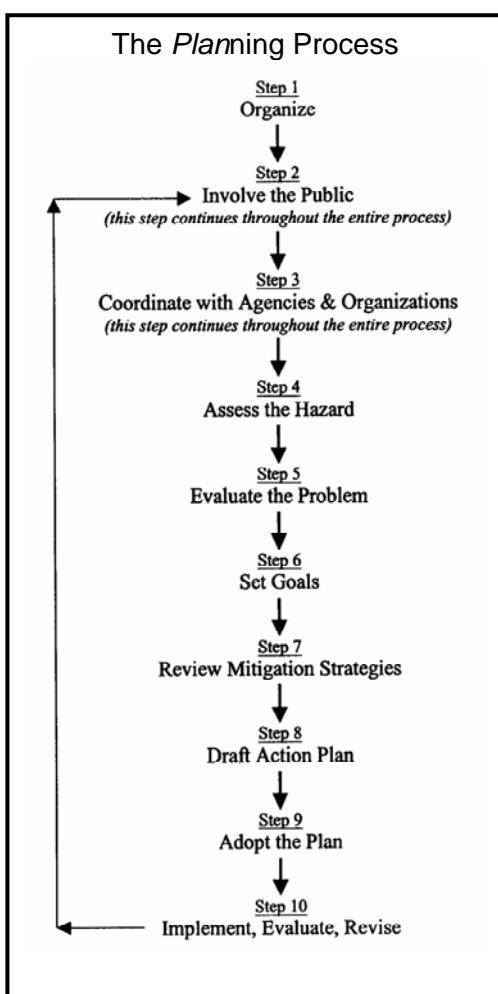 The Planning Process
Step 1
Organize
Step 2
Involve the Public
(this step continues throughout the entire process)
Step 3
Coordinate with Agencies & Organizations
(this step continues throughout the entire process)
Step 4
Assess the Hazard
Step 5
Evaluate the Problem
Step 6
Set Goals
Step 7
Review Mitigation Strategies
Step 8
Draft Action Plan
Step 9
Adopt the Plan
Step 10
Implement, Evaluate, Revise